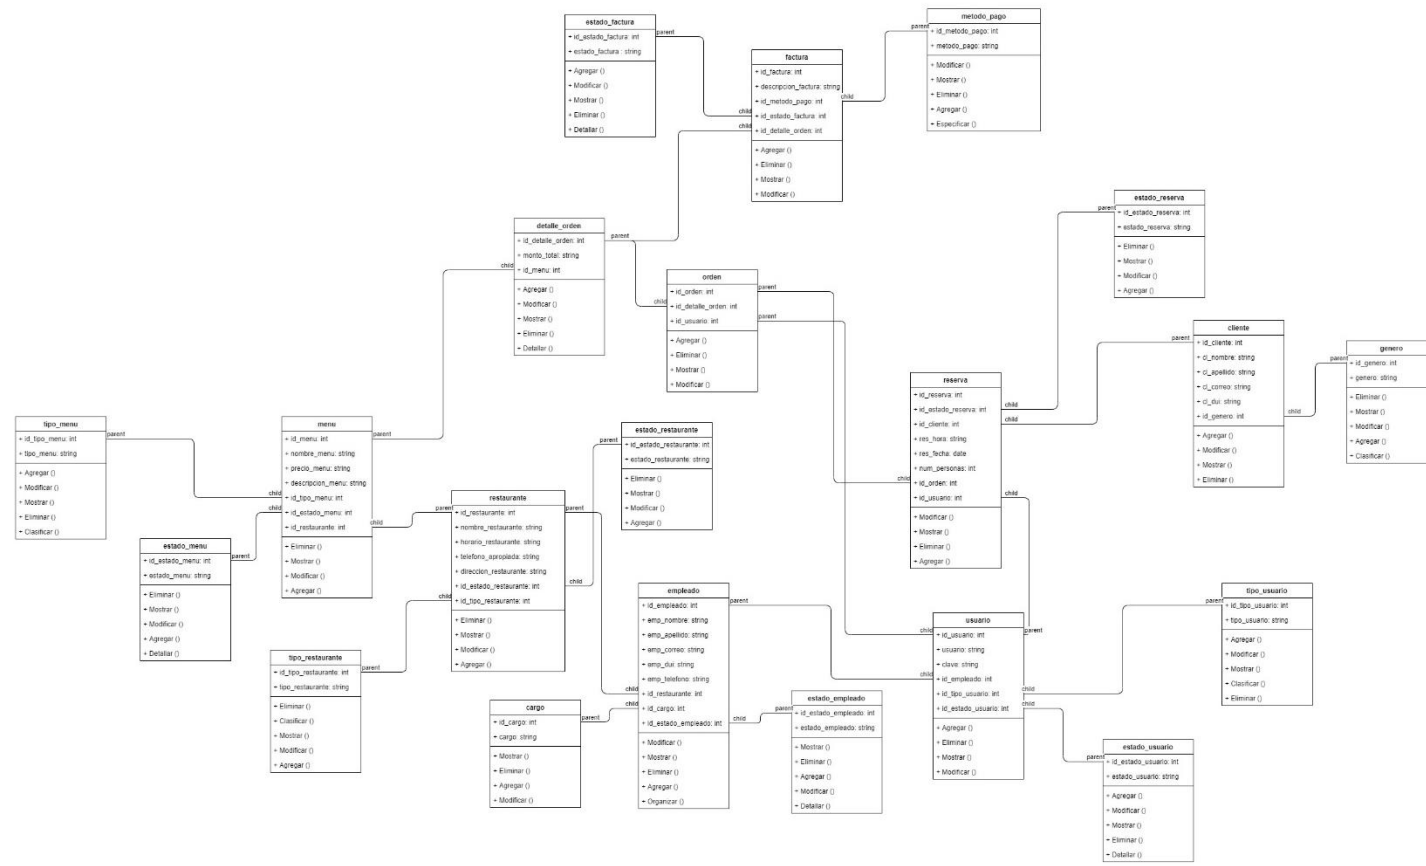 estado_factura
+ id_estado_factura: int
+ estado_factura : string
+ Agregar ()
+ Modificar ()
+ Mostrar ()
+ Eliminar ()
+ Detallar ()
parent
metodo_pago
+ id_metodo_pago: int
+ metodo_pago: string
+ Modificar ()
+ Mostrar ()
+ Eliminar ()
+ Agregar ()
+ Especificar ()
parent
factura
+ id_factura: int
+ descripcion_factura: string
+ id_metodo_pago: int
+ id_estado_factura: int
+ id_detalle_orden: int
+ Agregar ()
+ Eliminar ()
+ Mostrar ()
+ Modificar ()
child
child
child
detalle_orden
+ id_detalle_orden: int
+ monto_total: string
+ id_menu: int
+ Agregar ()
+ Modificar ()
+ Mostrar ()
+ Eliminar ()
+ Detallar ()
parent
child
orden
+ id_orden: int
+ id_detalle_orden: int
+ id_usuario: int
+ Agregar ()
+ Eliminar ()
+ Mostrar ()
+ Modificar ()
child
parent
parent
estado_reserva
+ id_estado_reserva: int
+ estado_reserva: string
+ Eliminar ()
+ Mostrar ()
+ Modificar ()
+ Agregar ()
parent
cliente
+ id_cliente: int
+ cl_nombre: string
+ cl_apellido: string
+ cl_correo: string
+ cl_dui: string
+ id_genero: int
+ Agregar ()
+ Modificar ()
+ Mostrar ()
+ Eliminar ()
parent
child
genero
+ id_genero: int
+ genero: string
+ Eliminar ()
+ Mostrar ()
+ Modificar ()
+ Agregar ()
+ Clasificar ()
parent
reserva
+ id_reserva: int
+ id_estado_reserva: int
+ id_cliente: int
+ res_hora: string
+ res_fecha: date
+ num_personas: int
+ id_orden: int
+ id_usuario: int
+ Modificar ()
+ Mostrar ()
+ Eliminar ()
+ Agregar ()
child
child
child
child
tipo_menu
+ id_tipo_menu: int
+ tipo_menu: string
+ Agregar ()
+ Modificar ()
+ Mostrar ()
+ Eliminar ()
+ Clasificar ()
parent
menu
+ id_menu: int
+ nombre_menu: string
+ precio_menu: string
+ descripcion_menu: string
+ id_tipo_menu: int
+ id_estado_menu: int
+ id_restaurante: int
+ Eliminar ()
+ Mostrar ()
+ Modificar ()
+ Agregar ()
parent
child
child
child
estado_menu
+ id_estado_menu: int
+ estado_menu: string
+ Eliminar ()
+ Mostrar ()
+ Modificar ()
+ Agregar ()
+ Detallar ()
parent
estado_restaurante
+ id_estado_restaurante: int
+ estado_restaurante: string
+ Eliminar ()
+ Mostrar ()
+ Modificar ()
+ Agregar ()
parent
restaurante
+ id_restaurante: int
+ nombre_restaurante: string
+ horario_restaurante: string
+ telefono_apropiada: string
+ direccion_restaurante: string
+ id_estado_restaurante: int
+ id_tipo_restaurante: int
+ Eliminar ()
+ Mostrar ()
+ Modificar ()
+ Agregar ()
parent
parent
child
child
tipo_restaurante
+ id_tipo_restaurante: int
+ tipo_restaurante: string
+ Eliminar ()
+ Clasificar ()
+ Mostrar ()
+ Modificar ()
+ Agregar ()
parent
empleado
+ id_empleado: int
+ emp_nombre: string
+ emp_apellido: string
+ emp_correo: string
+ emp_dui: string
+ emp_telefono: string
+ id_restaurante: int
+ id_cargo: int
+ id_estado_empleado: int
+ Modificar ()
+ Mostrar ()
+ Eliminar ()
+ Agregar ()
+ Organizar ()
parent
parent
child
child
child
cargo
+ id_cargo: int
+ cargo: string
+ Mostrar ()
+ Eliminar ()
+ Agregar ()
+ Modificar ()
parent
estado_empleado
+ id_estado_empleado: int
+ estado_empleado: string
+ Mostrar ()
+ Eliminar ()
+ Agregar ()
+ Modificar ()
+ Detallar ()
parent
usuario
+ id_usuario: int
+ usuario: string
+ clave: string
+ id_empleado: int
+ id_tipo_usuario: int
+ id_estado_usuario: int
+ Agregar ()
+ Eliminar ()
+ Mostrar ()
+ Modificar ()
child
child
parent
child
child
tipo_usuario
+ id_tipo_usuario: int
+ tipo_usuario: string
+ Agregar ()
+ Modificar ()
+ Mostrar ()
+ Clasificar ()
+ Eliminar ()
parent
estado_usuario
+ id_estado_usuario: int
+ estado_usuario: string
+ Agregar ()
+ Modificar ()
+ Mostrar ()
+ Eliminar ()
+ Detallar ()
parent